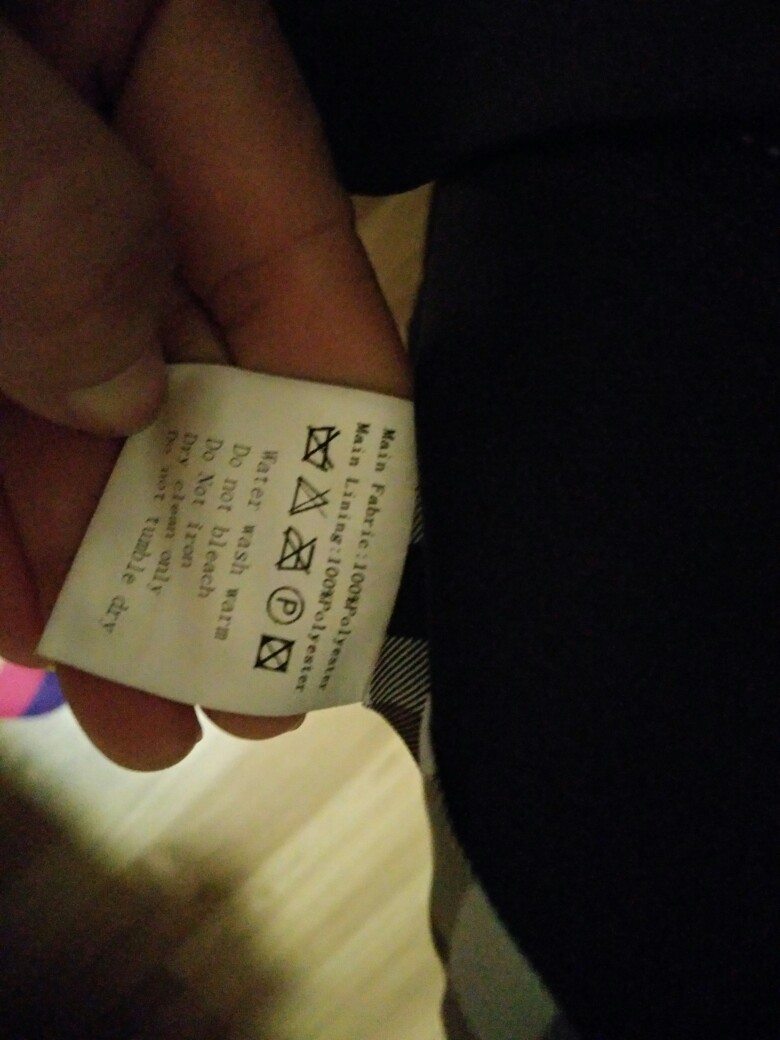 Main Fabric:100%Polyester
Main Lining:100%Polyester
P
Water wash warm
Do not bleach
Do Not iron
Dry clean only
Do not tumble dry